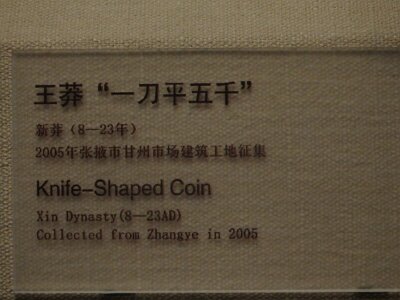 王莽“一刀平五千”
新莽（8—23年）
2005年张掖市甘州市场建筑工地征集
Knife-Shaped Coin
Xin Dynasty(8—23AD)
Collected from Zhangye in 2005